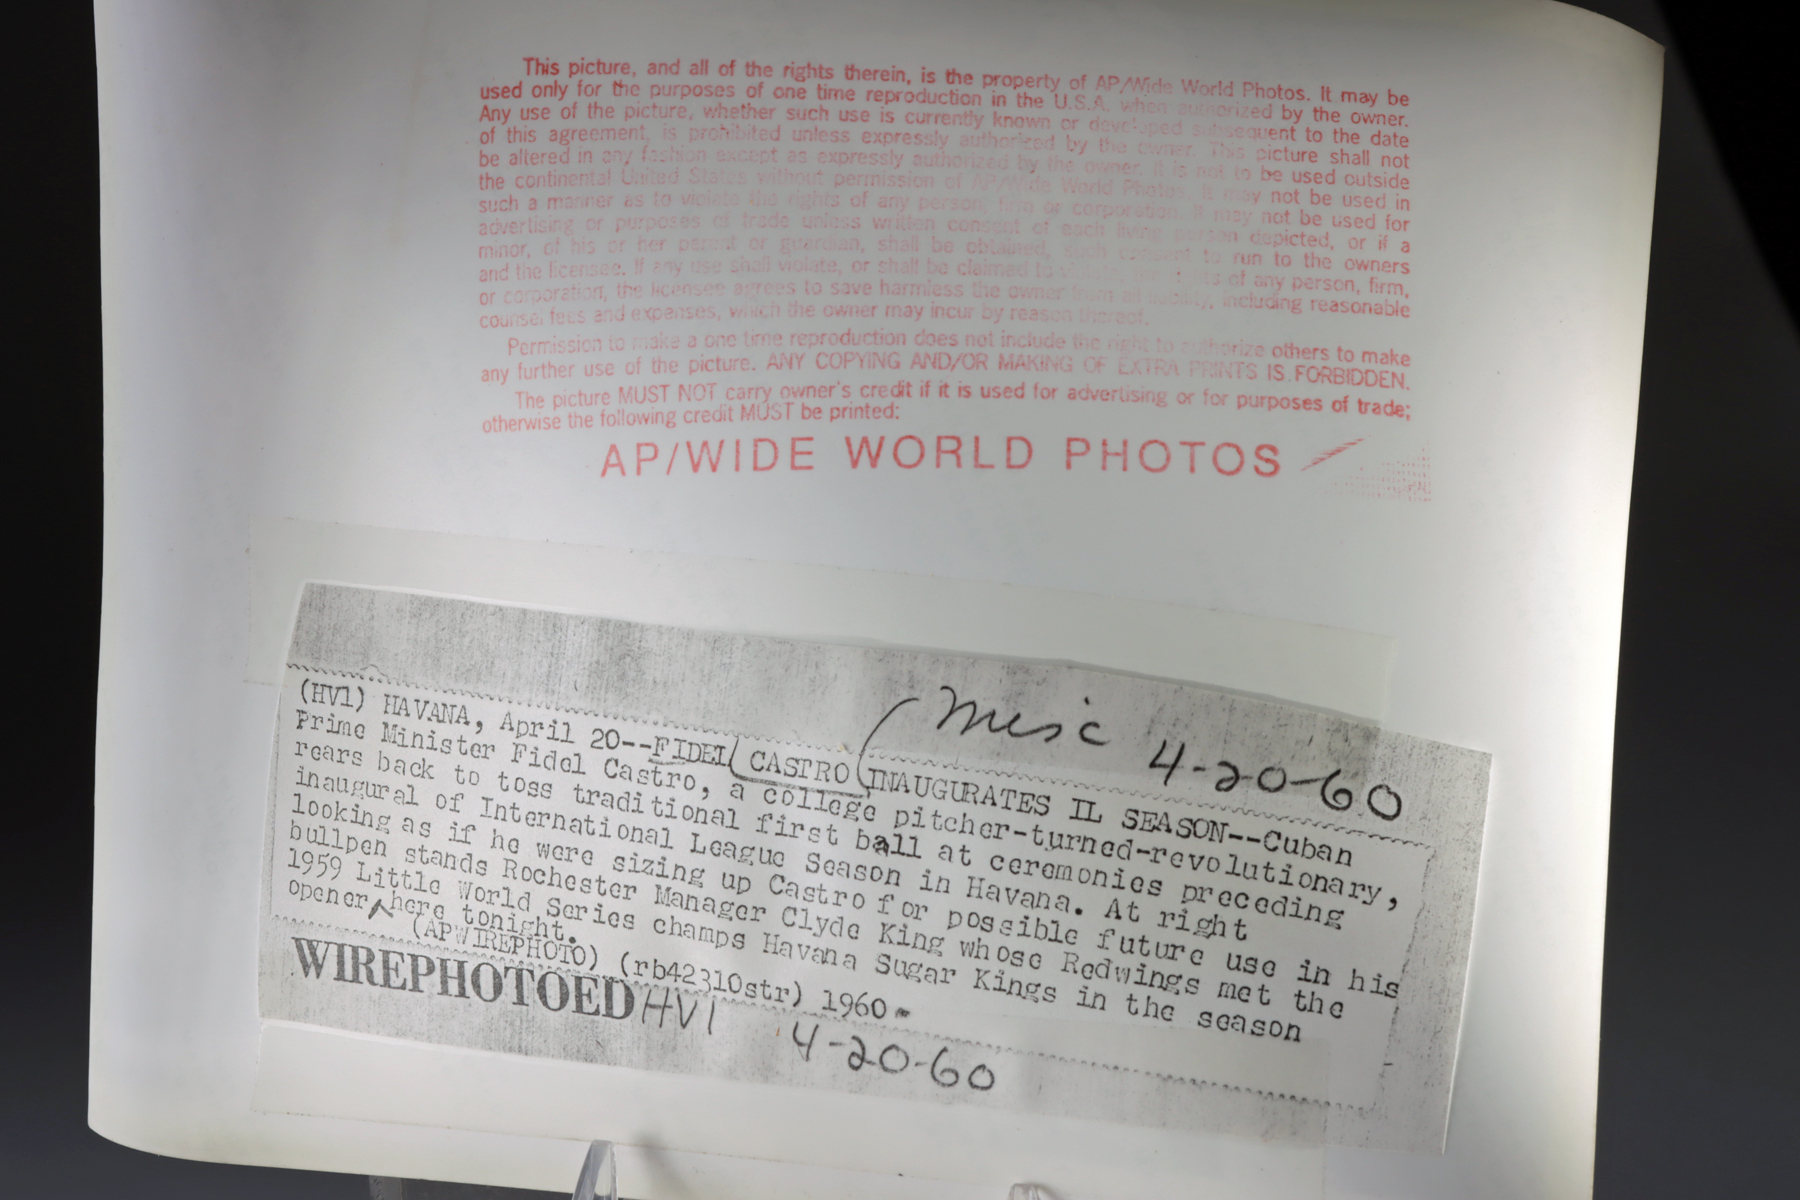 This picture, and all of the rights therein, is the property of AP/Wide World Photos. It may be
used only for the purposes of one time reproduction in the U.S.A. when authorized by the owner.
Any use of the picture, whether such use is currently known or developed subsequent to the date
of this agreement, is prohibited unless expressly authorized by the owner. This picture shall not
be altered in any fashion except as expressly authorized by the owner. It is not to be used outside
the continental United States without permission of AP/Wide World Photos. It may not be used in
such a manner as to violate the rights of any person, firm or corporation. It may not be used for
advertising or purposes of trade unless written consent of each living person depicted, or if a
minor, of his or her parent or guardian, shall be obtained, such consent to run to the owners
and the licensee. If any use shall violate, or shall be claimed to violate the rights of any person, firm,
or corporation, the licensee agrees to save harmless the owner from all liability, including reasonable
counsel fees and expenses, which the owner may incur by reason thereof.
Permission to make a one time reproduction does not include the right to authorize others to make
any further use of the picture. ANY COPYING AND/OR MAKING OF EXTRA PRINTS IS FORBIDDEN.
The picture MUST NOT carry owner's credit if it is used for advertising or for purposes of trade;
otherwise the following credit MUST be printed:
AP/WIDE WORLD PHOTOS
Misc 4-20-60
(HV1) HAVANA, April 20--FIDEL CASTRO INAUGURATES IL SEASON--Cuban
Prime Minister Fidel Castro, a college pitcher-turned-revolutionary,
rears back to toss traditional first ball at ceremonies preceding
inaugural of International League Season in Havana. At right
looking as if he were sizing up Castro for possible future use in his
bullpen stands Rochester Manager Clyde King whose Redwings met the
1959 Little World Series champs Havana Sugar Kings in the season
opener here tonight.
(APWIREPHOTO) (rb42310str) 1960
WIREPHOTOED HV1 4-20-60